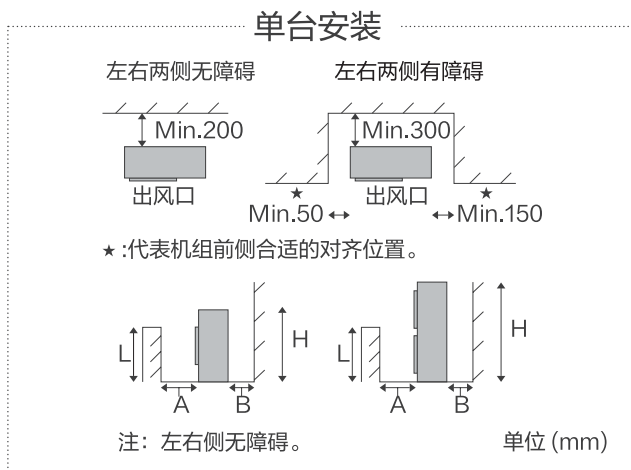 单台安装
左右两侧无障碍
左右两侧有障碍
Min.200
Min.300
出风口
出风口
★
★
Min.50
Min.150
★:代表机组前侧合适的对齐位置。
L
H
A
B
L
H
A
B
注：左右侧无障碍。
单位(mm)